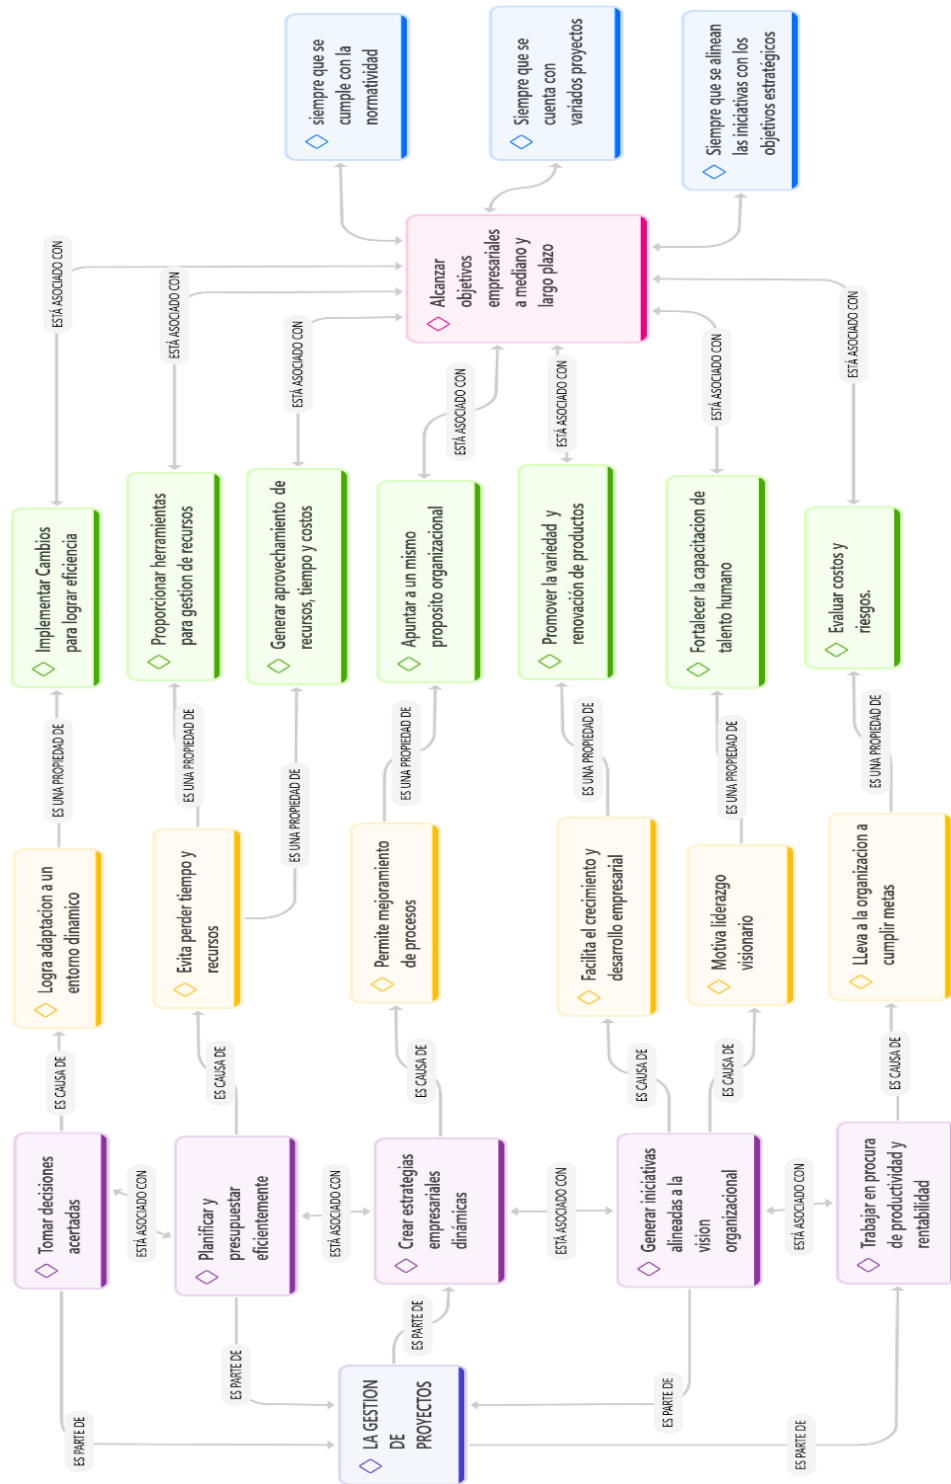 siempre que se
cumple con la
normatividad
Siempre que se
cuenta con
variados proyectos
Siempre que se alinean
las iniciativas con los
objetivos estratégicos
Alcanzar
objetivos
empresariales
a mediano y
largo plazo
ESTÁ ASOCIADO CON
ESTÁ ASOCIADO CON
ESTÁ ASOCIADO CON
ESTÁ ASOCIADO CON
ESTÁ ASOCIADO CON
ESTÁ ASOCIADO CON
ESTÁ ASOCIADO CON
Implementar Cambios
para lograr eficiencia
Proporcionar herramientas
para gestion de recursos
Generar aprovechamiento de
recursos, tiempo y costos
Apuntar a un mismo
proposito organizacional
Promover la variedad y
renovación de productos
Fortalecer la capacitacion de
talento humano
Evaluar costos y
riesgos.
ES UNA PROPIEDAD DE
ES UNA PROPIEDAD DE
ES UNA PROPIEDAD DE
ES UNA PROPIEDAD DE
ES UNA PROPIEDAD DE
ES UNA PROPIEDAD DE
ES UNA PROPIEDAD DE
Logra adaptacion a un
entorno dinamico
Evita perder tiempo y
recursos
Permite mejoramiento
de procesos
Facilita el crecimiento y
desarrollo empresarial
Motiva liderazgo
visionario
LLeva a la organizacion a
cumplir metas
ES CAUSA DE
ES CAUSA DE
ES CAUSA DE
ES CAUSA DE
ES CAUSA DE
ES CAUSA DE
Tomar decisiones
acertadas
ESTÁ ASOCIADO CON
Planificar y
presupuestar
eficientemente
ESTÁ ASOCIADO CON
Crear estrategias
empresariales
dinámicas
ESTÁ ASOCIADO CON
Generar iniciativas
alineadas a la
vision
organizacional
ESTÁ ASOCIADO CON
Trabajar en procura
de productividad y
rentabilidad
ES PARTE DE
ES PARTE DE
ES PARTE DE
ES PARTE DE
ES PARTE DE
LA GESTION
DE
PROYECTOS